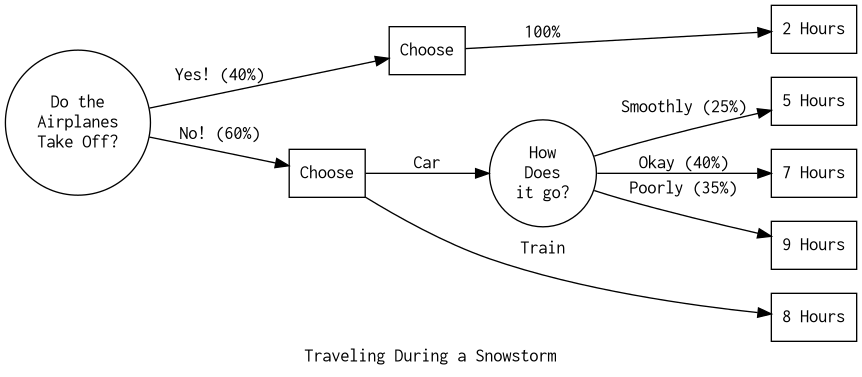 Do the
Airplanes
Take Off?
Yes! (40%)
Choose
100%
2 Hours
No! (60%)
Choose
Car
How
Does
it go?
Smoothly (25%)
5 Hours
Okay (40%)
7 Hours
Poorly (35%)
9 Hours
Train
8 Hours
Traveling During a Snowstorm